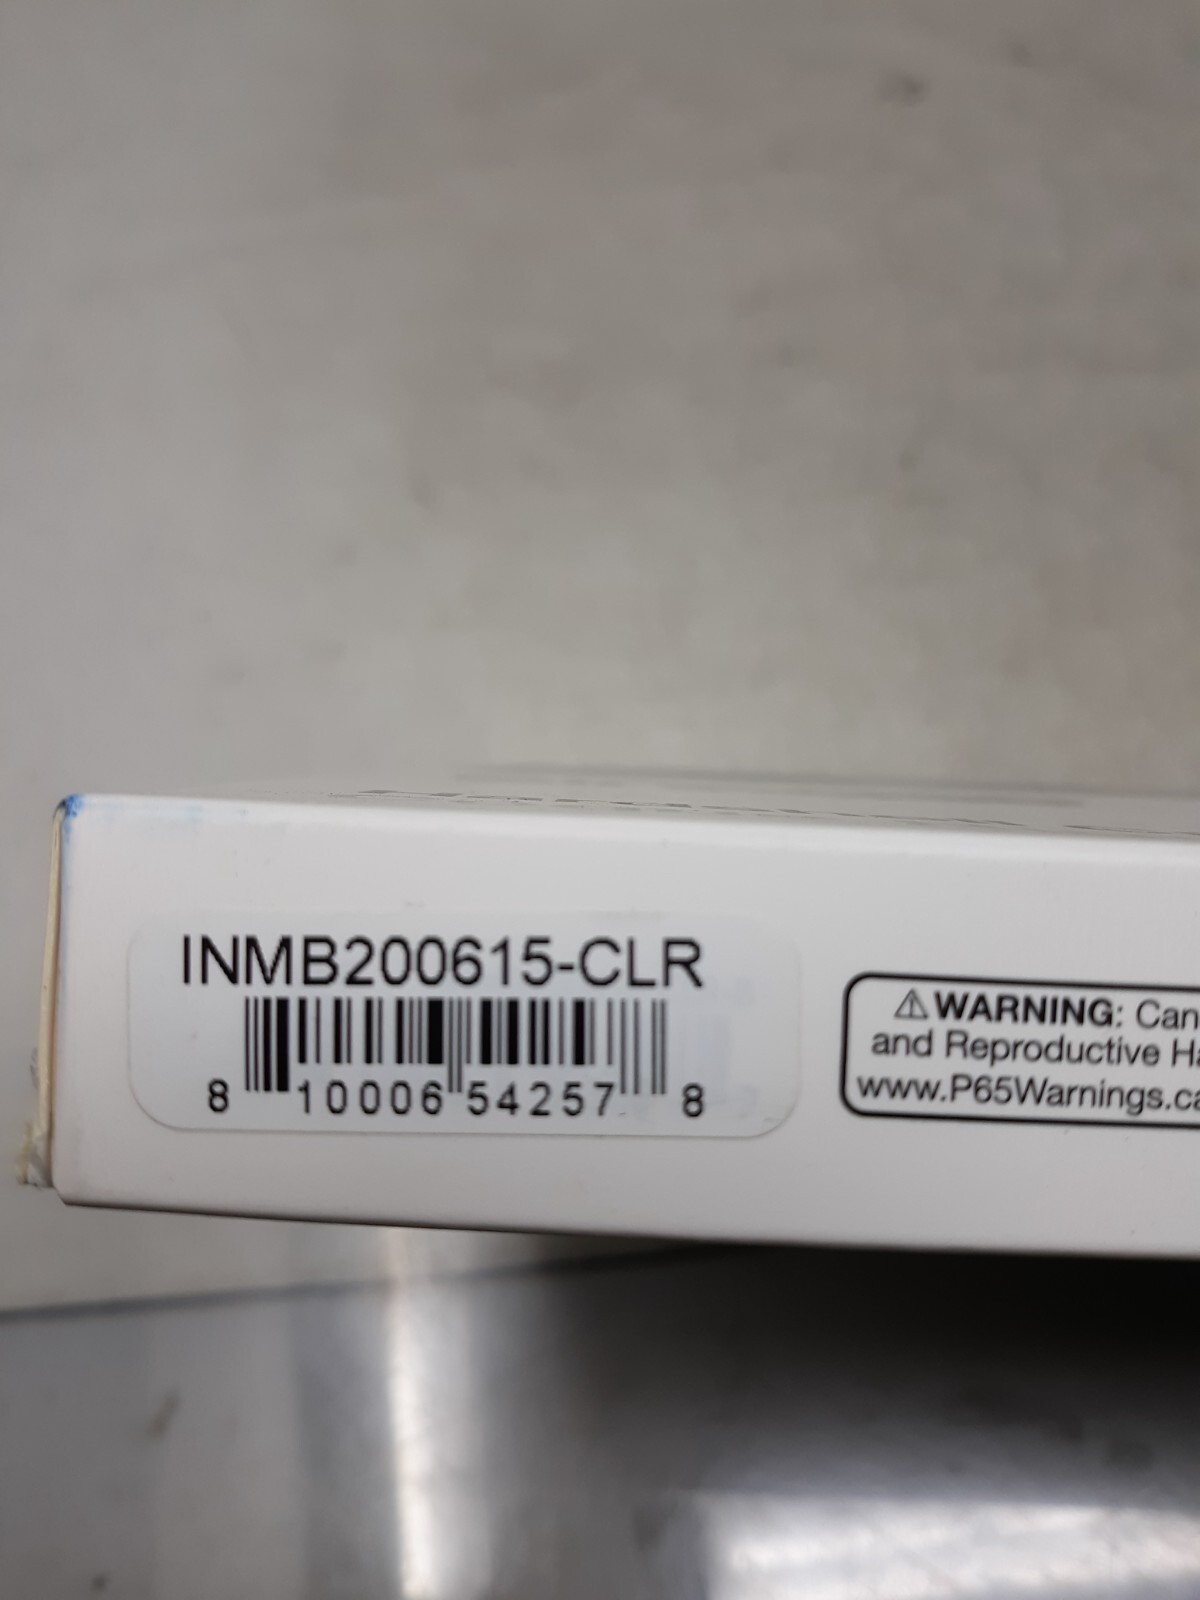 INMB200615-CLR
8 10006 54257 8
⚠WARNING: Can
and Reproductive Ha
www.P65Warnings.ca